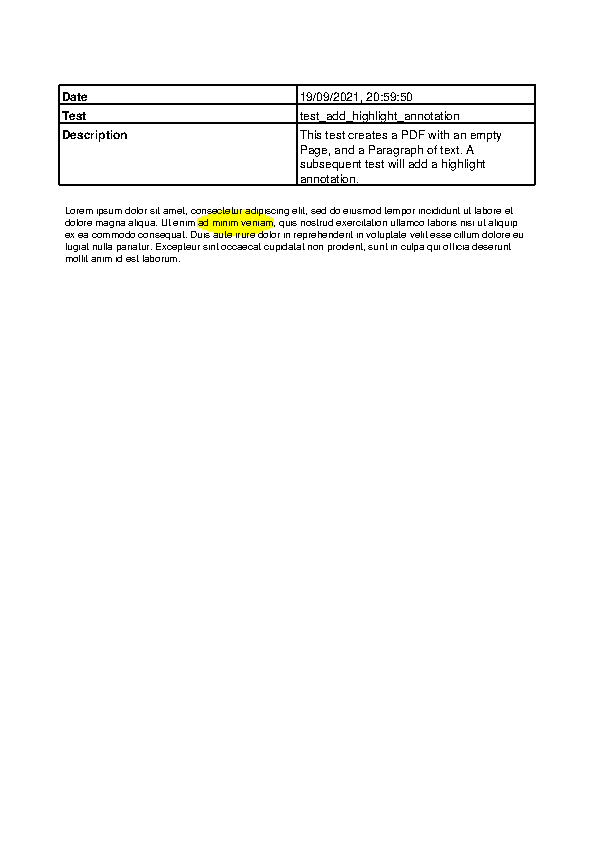 Date 19/09/2021, 20:59:50
Test test_add_highlight_annotation
Description This test creates a PDF with an empty
Page, and a Paragraph of text. A
subsequent test will add a highlight
annotation.
Lorem ipsum dolor sit amet, consectetur adipiscing elit, sed do eiusmod tempor incididunt ut labore et
dolore magna aliqua. Ut enim ad minim veniam, quis nostrud exercitation ullamco laboris nisi ut aliquip
ex ea commodo consequat. Duis aute irure dolor in reprehenderit in voluptate velit esse cillum dolore eu
fugiat nulla pariatur. Excepteur sint occaecat cupidatat non proident, sunt in culpa qui officia deserunt
mollit anim id est laborum.